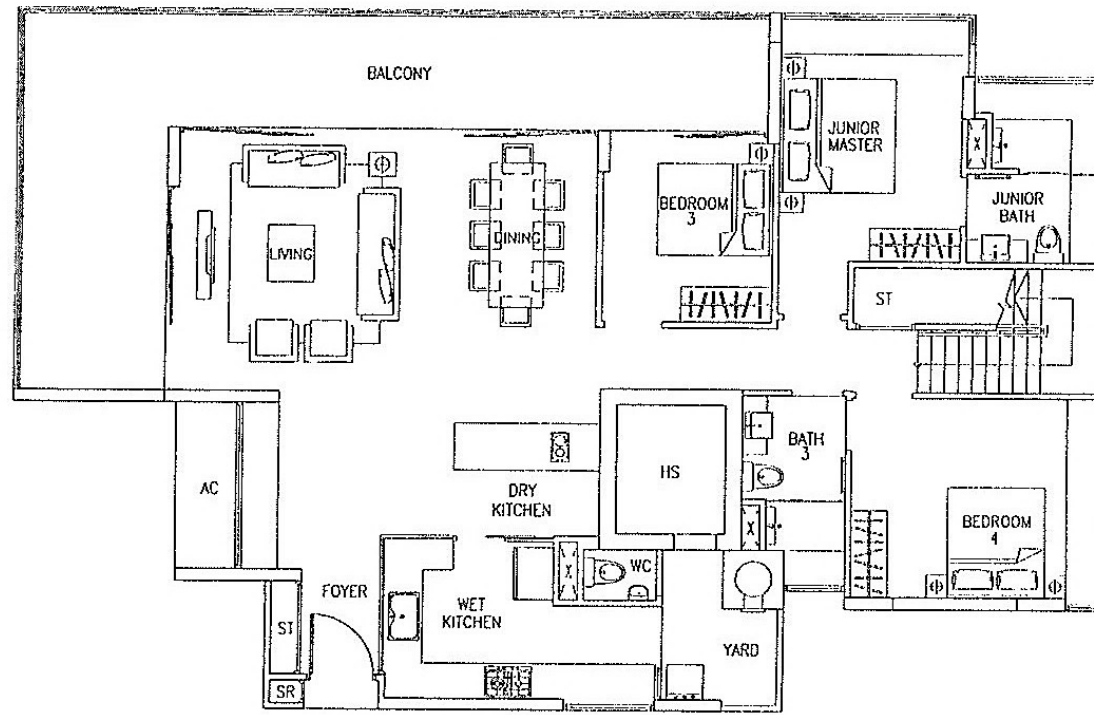 BALCONY
JUNIOR
MASTER
BEDROOM
3
JUNIOR
BATH
LIVING
DINING
ST
BATH
3
HS
AC
DRY
KITCHEN
BEDROOM
4
WC
FOYER
WET
KITCHEN
ST
YARD
SR